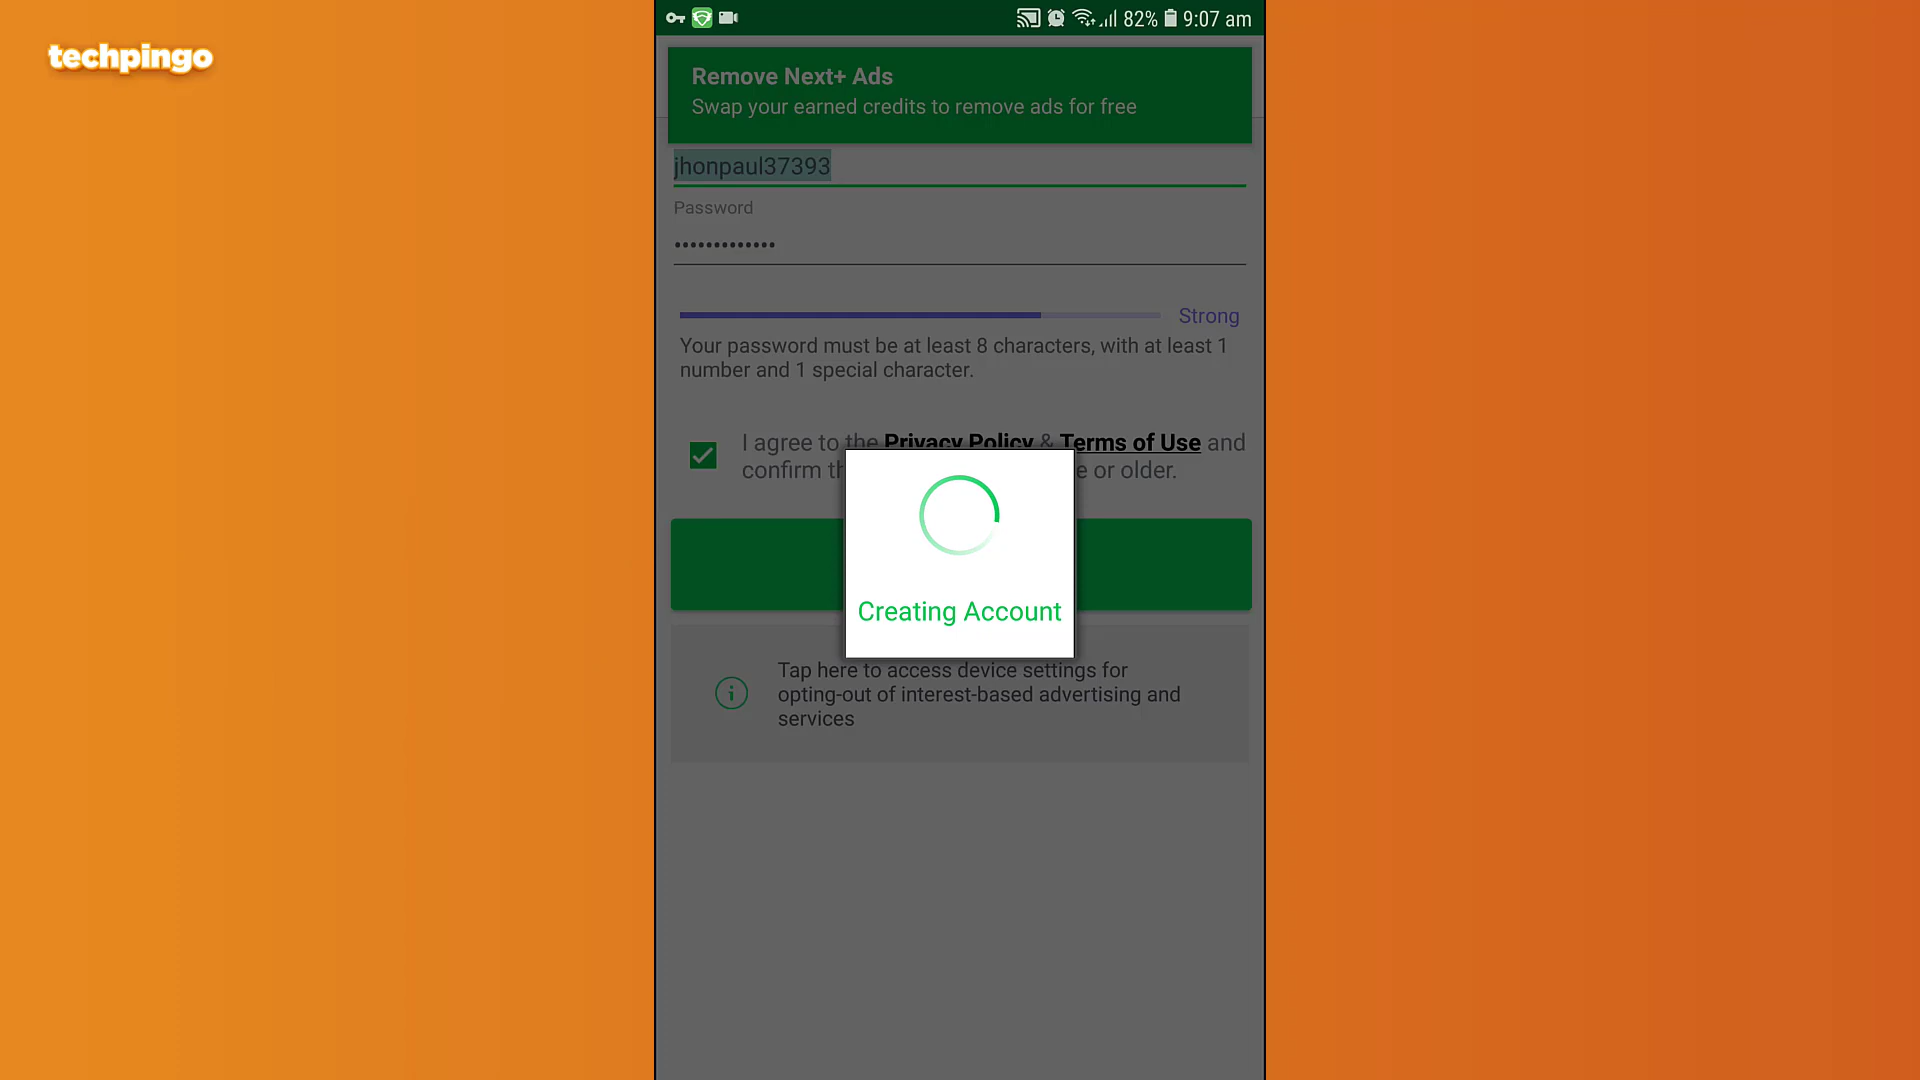 techpingo
82% 9:07 am
Remove Next+ Ads
Swap your earned credits to remove ads for free
jhonpaul37393
Password
•••••••••••••
Strong
Your password must be at least 8 characters, with at least 1
number and 1 special character.
I agree to the Privacy Policy & Terms of Use and
confirm th e or older.
Creating Account
Tap here to access device settings for
opting-out of interest-based advertising and
services